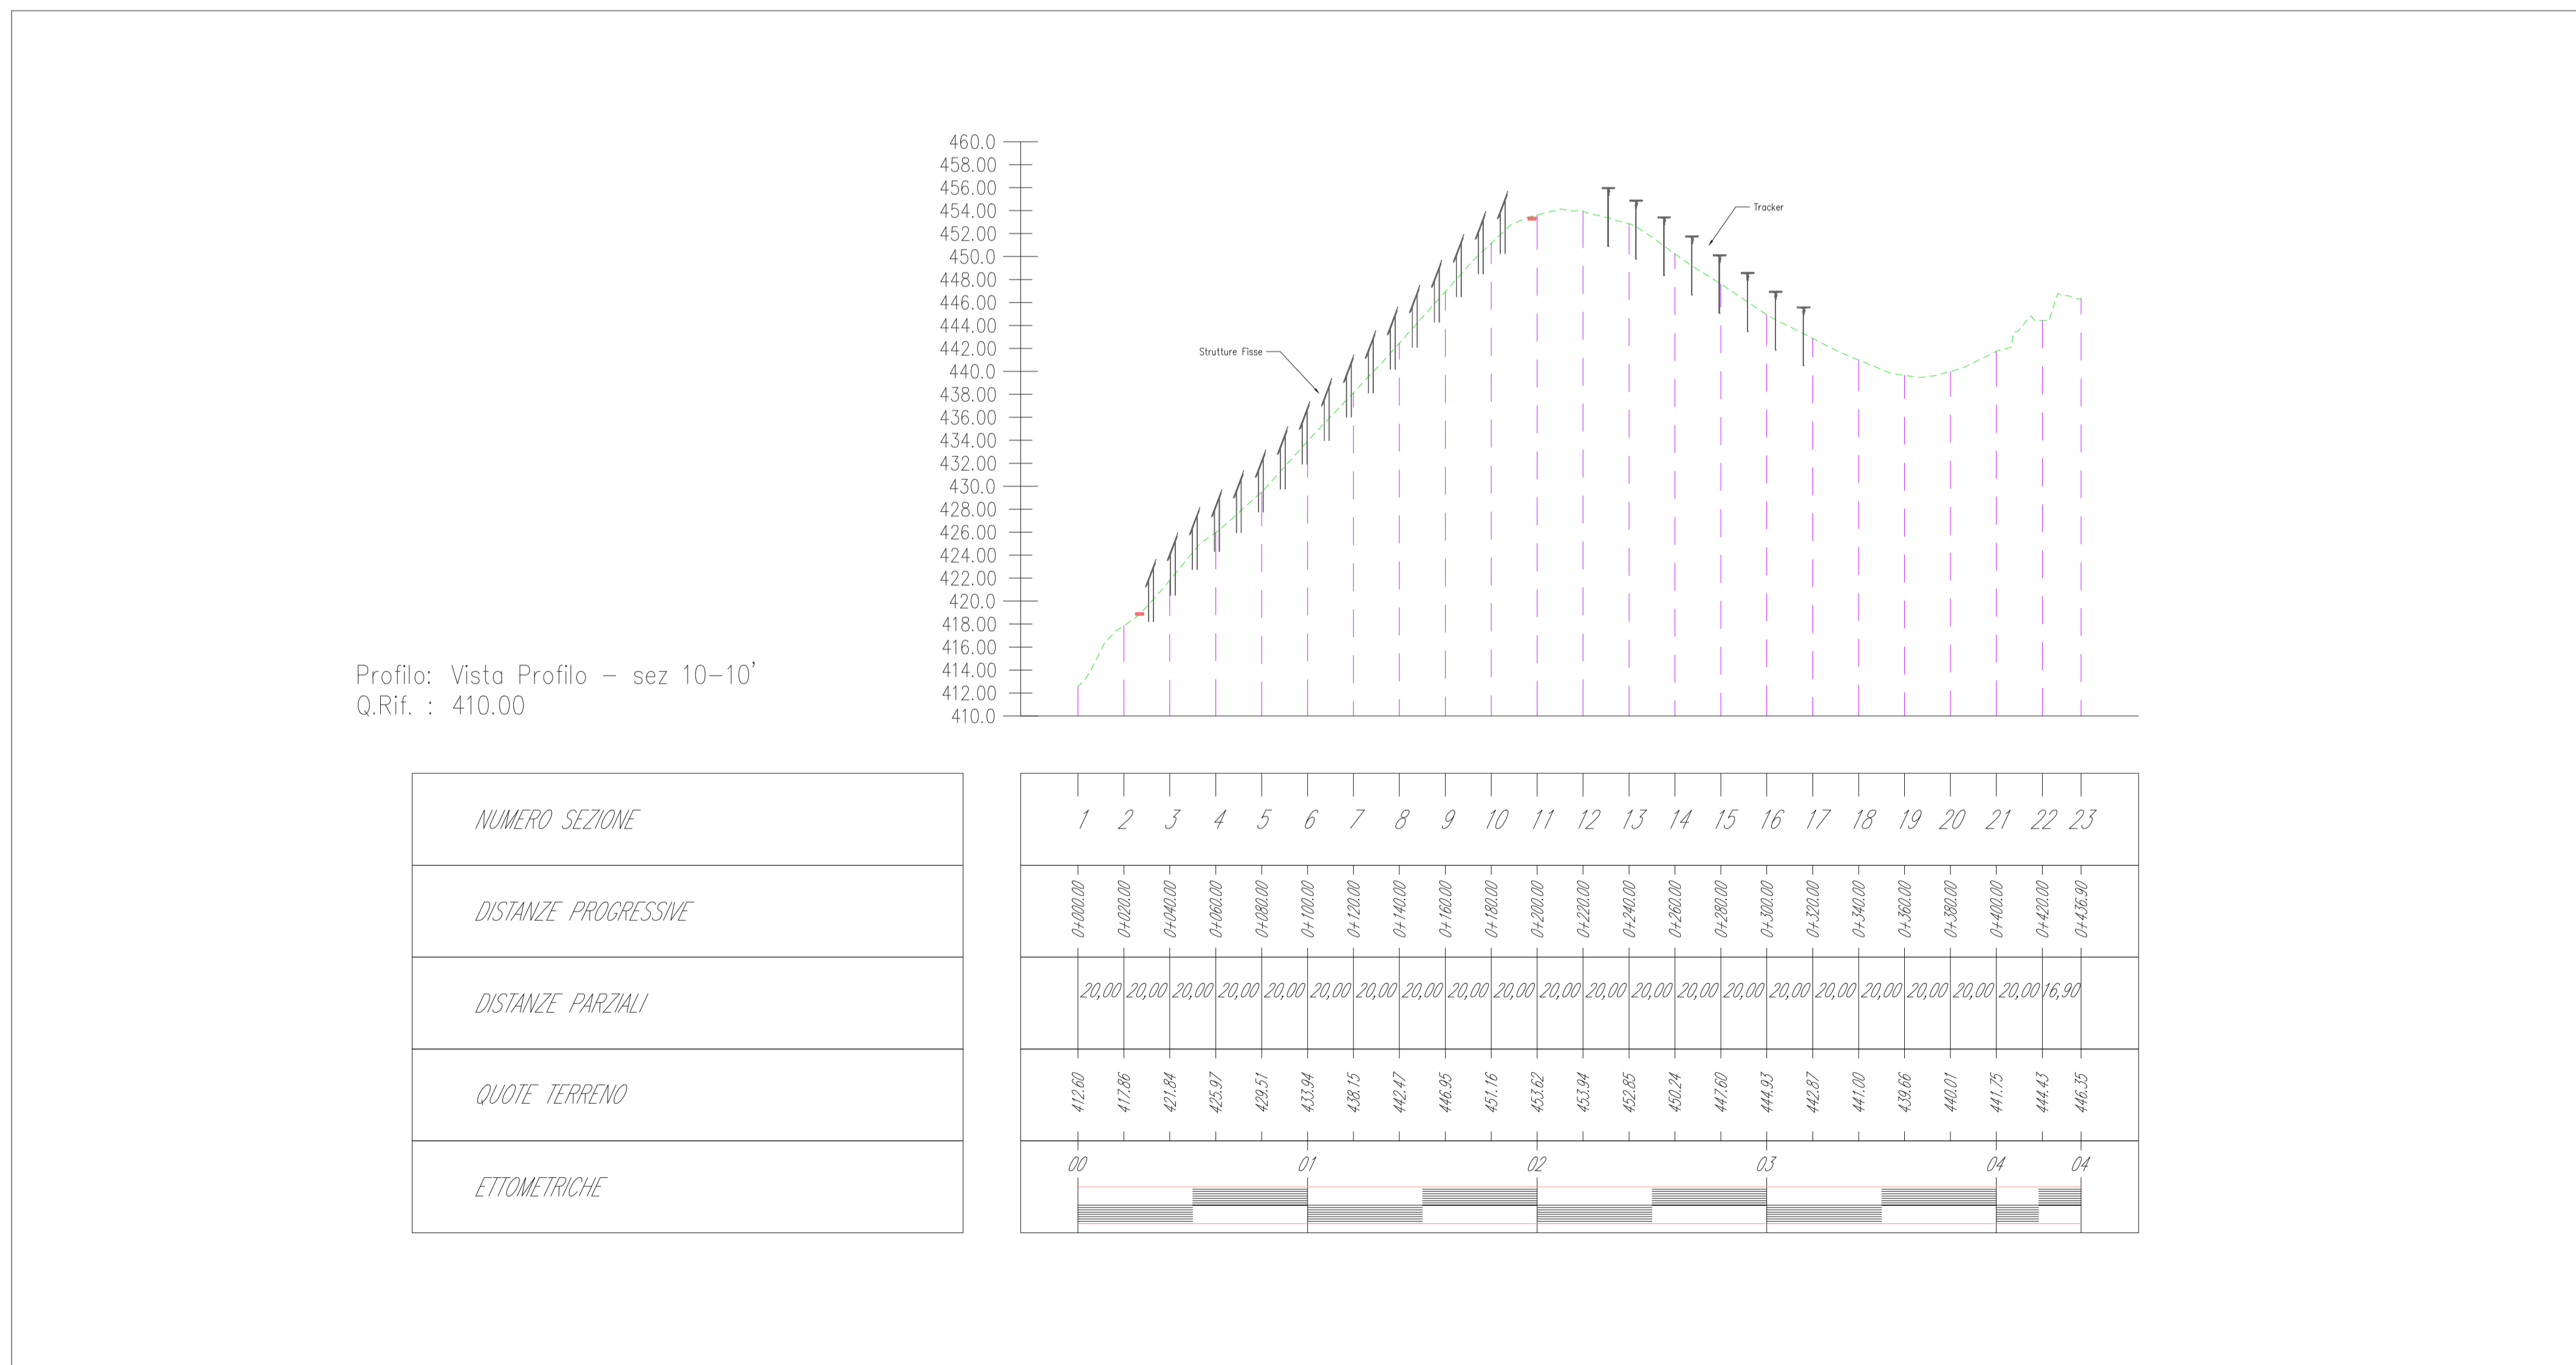 460.0
458.00
456.00
454.00
452.00
450.0
448.00
446.00
444.00
442.00
440.0
438.00
436.00
434.00
432.00
430.0
428.00
426.00
424.00
422.00
420.0
418.00
416.00
414.00
412.00
410.0
Tracker
Strutture Fisse
Profilo: Vista Profilo - sez 10-10'
Q.Rif. : 410.00
NUMERO SEZIONE 1 2 3 4 5 6 7 8 9 10 11 12 13 14 15 16 17 18 19 20 21 22 23
DISTANZE PROGRESSIVE 0+000.00 0+020.00 0+040.00 0+060.00 0+080.00 0+100.00 0+120.00 0+140.00 0+160.00 0+180.00 0+200.00 0+220.00 0+240.00 0+260.00 0+280.00 0+300.00 0+320.00 0+340.00 0+360.00 0+380.00 0+400.00 0+420.00 0+436.90
DISTANZE PARZIALI 20,00 20,00 20,00 20,00 20,00 20,00 20,00 20,00 20,00 20,00 20,00 20,00 20,00 20,00 20,00 20,00 20,00 20,00 20,00 20,00 20,00 16,90
QUOTE TERRENO 412.60 417.86 421.84 425.97 429.51 433.94 438.15 442.47 446.95 451.16 453.62 453.94 452.85 450.24 447.60 444.93 442.87 441.00 439.66 440.01 441.75 444.43 446.35
ETTOMETRICHE 00 01 02 03 04 04